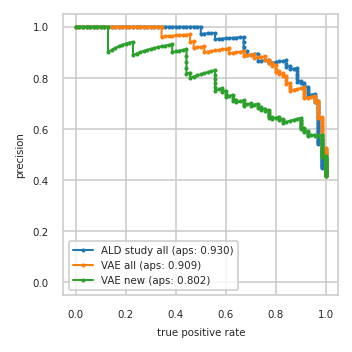 1.0
0.8
0.6
0.4
0.2
0.0
precision
ALD study all (aps: 0.930)
VAE all (aps: 0.909)
VAE new (aps: 0.802)
0.0 0.2 0.4 0.6 0.8 1.0
true positive rate